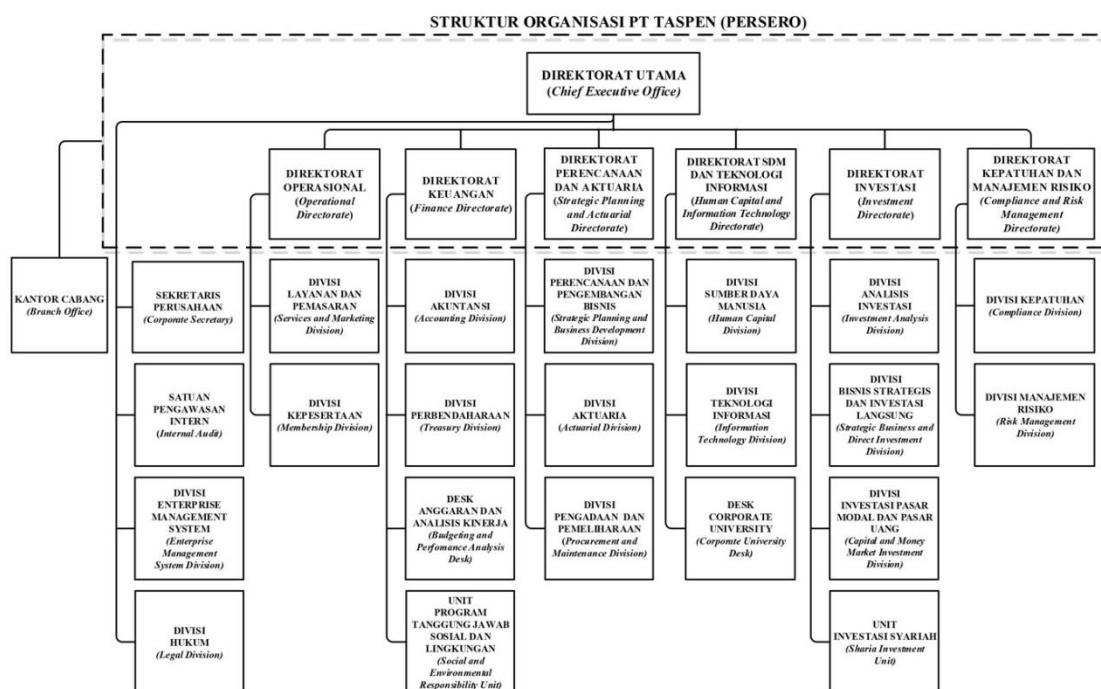 STRUKTUR ORGANISASI PT TASPEN (PERSERO)
DIREKTORAT UTAMA
(Chief Executive Office)
DIREKTORAT
OPERASIONAL
(Operational
Directorate)
DIREKTORAT
KEUANGAN
(Finance Directorate)
DIREKTORAT
PERENCANAAN
DAN AKTUARIA
(Strategic Planning
and Actuarial
Directorate)
DIREKTORAT SDM
DAN TEKNOLOGI
INFORMASI
(Human Capital and
Information Technology
Directorate)
DIREKTORAT
INVESTASI
(Investment
Directorate)
DIREKTORAT
KEPATUHAN DAN
MANAJEMEN RISIKO
(Compliance and Risk
Management
Directorate)
KANTOR CABANG
(Branch Office)
SEKRETARIS
PERUSAHAAN
(Corporate Secretary)
DIVISI
LAYANAN DAN
PEMASARAN
(Services and Marketing
Division)
DIVISI
AKUNTANSI
(Accounting Division)
DIVISI
PERENCANAAN DAN
PENGEMBANGAN
BISNIS
(Strategic Planning and
Business Development
Division)
DIVISI
SUMBER DAYA
MANUSIA
(Human Capital
Division)
DIVISI
ANALISIS
INVESTASI
(Investment Analysis
Division)
DIVISI KEPATUHAN
(Compliance Division)
SATUAN
PENGAWASAN
INTERN
(Internal Audit)
DIVISI
KEPESERTAAN
(Membership Division)
DIVISI
PERBENDAHARAAN
(Treasury Division)
DIVISI
AKTUARIA
(Actuarial Division)
DIVISI
TEKNOLOGI
INFORMASI
(Information
Technology Division)
DIVISI
BISNIS STRATEGIS
DAN INVESTASI
LANGSUNG
(Strategic Business and
Direct Investment
Division)
DIVISI MANAJEMEN
RISIKO
(Risk Management
Division)
DIVISI
ENTERPRISE
MANAGEMENT
SYSTEM
(Enterprise
Management
System Division)
DESK
ANGGARAN DAN
ANALISIS KINERJA
(Budgeting and
Perfomance Analysis
Desk)
DIVISI
PENGADAAN DAN
PEMELIHARAAN
(Procurement and
Maintenance Division)
DESK
CORPORATE
UNIVERSITY
(Corporate University
Desk)
DIVISI
INVESTASI PASAR
MODAL DAN PASAR
UANG
(Capital and Money
Market Investment
Division)
DIVISI
HUKUM
(Legal Division)
UNIT
PROGRAM
TANGGUNG JAWAB
SOSIAL DAN
LINGKUNGAN
(Social and
Environmental
Responsibility Unit)
UNIT
INVESTASI SYARIAH
(Sharia Investment
Unit)